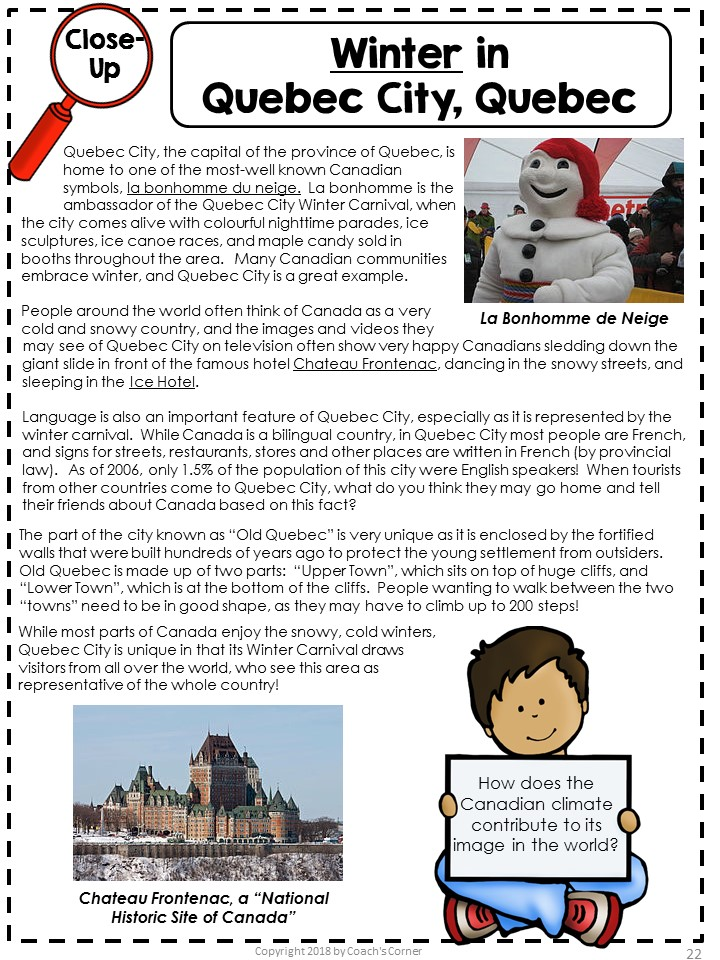 Close-
Up
Winter in
Quebec City, Quebec
Quebec City, the capital of the province of Quebec, is
home to one of the most-well known Canadian
symbols, la bonhomme du neige. La bonhomme is the
ambassador of the Quebec City Winter Carnival, when
the city comes alive with colourful nighttime parades, ice
sculptures, ice canoe races, and maple candy sold in
booths throughout the area. Many Canadian communities
embrace winter, and Quebec City is a great example.
La Bonhomme de Neige
People around the world often think of Canada as a very
cold and snowy country, and the images and videos they
may see of Quebec City on television often show very happy Canadians sledding down the
giant slide in front of the famous hotel Chateau Frontenac, dancing in the snowy streets, and
sleeping in the Ice Hotel.
Language is also an important feature of Quebec City, especially as it is represented by the
winter carnival. While Canada is a bilingual country, in Quebec City most people are French,
and signs for streets, restaurants, stores and other places are written in French (by provincial
law). As of 2006, only 1.5% of the population of this city were English speakers! When tourists
from other countries come to Quebec City, what do you think they may go home and tell
their friends about Canada based on this fact?
The part of the city known as “Old Quebec” is very unique as it is enclosed by the fortified
walls that were built hundreds of years ago to protect the young settlement from outsiders.
Old Quebec is made up of two parts: “Upper Town”, which sits on top of huge cliffs, and
“Lower Town”, which is at the bottom of the cliffs. People wanting to walk between the two
“towns” need to be in good shape, as they may have to climb up to 200 steps!
While most parts of Canada enjoy the snowy, cold winters,
Quebec City is unique in that its Winter Carnival draws
visitors from all over the world, who see this area as
representative of the whole country!
How does the
Canadian climate
contribute to its
image in the world?
Chateau Frontenac, a “National
Historic Site of Canada”
Copyright 2018 by Coach's Corner
22